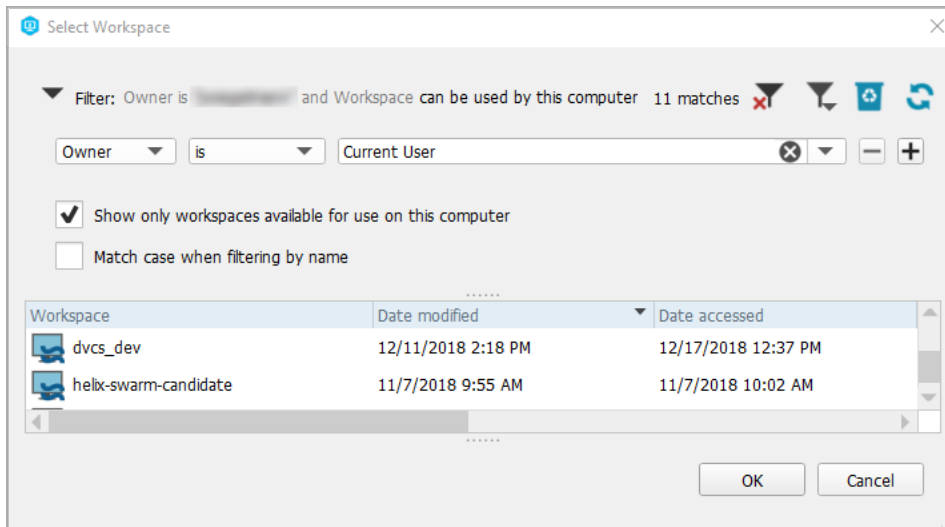 Select Workspace
Filter: Owner is and Workspace can be used by this computer 11 matches
Owner is Current User
Show only workspaces available for use on this computer
Match case when filtering by name
Workspace Date modified Date accessed
dvcs_dev 12/11/2018 2:18 PM 12/17/2018 12:37 PM
helix-swarm-candidate 11/7/2018 9:55 AM 11/7/2018 10:02 AM
OK Cancel